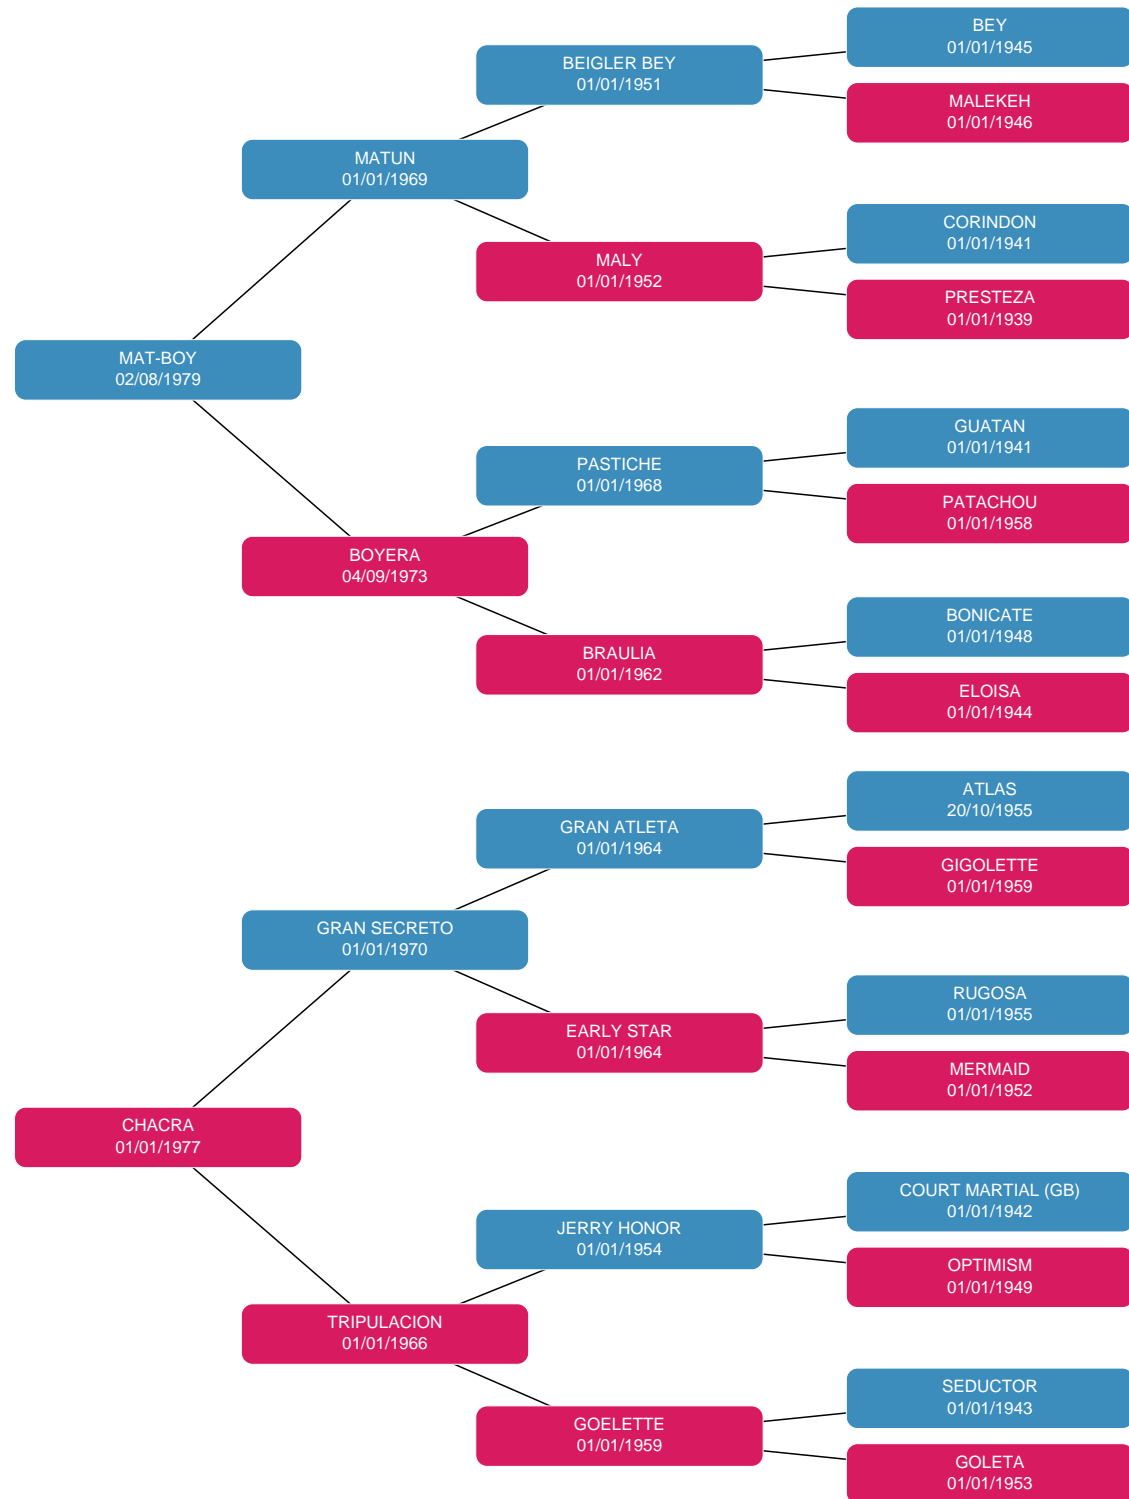 BEY
01/01/1945
BEIGLER BEY
01/01/1951
MALEKEH
01/01/1946
MATUN
01/01/1969
CORINDON
01/01/1941
MALY
01/01/1952
PRESTEZA
01/01/1939
MAT-BOY
02/08/1979
GUATAN
01/01/1941
PASTICHE
01/01/1968
PATACHOU
01/01/1958
BOYERA
04/09/1973
BONICATE
01/01/1948
BRAULIA
01/01/1962
ELOISA
01/01/1944
ATLAS
20/10/1955
GRAN ATLETA
01/01/1964
GIGOLETTE
01/01/1959
GRAN SECRETO
01/01/1970
RUGOSA
01/01/1955
EARLY STAR
01/01/1964
MERMAID
01/01/1952
CHACRA
01/01/1977
COURT MARTIAL (GB)
01/01/1942
JERRY HONOR
01/01/1954
OPTIMISM
01/01/1949
TRIPULACION
01/01/1966
SEDUCTOR
01/01/1943
GOELETTE
01/01/1959
GOLETA
01/01/1953